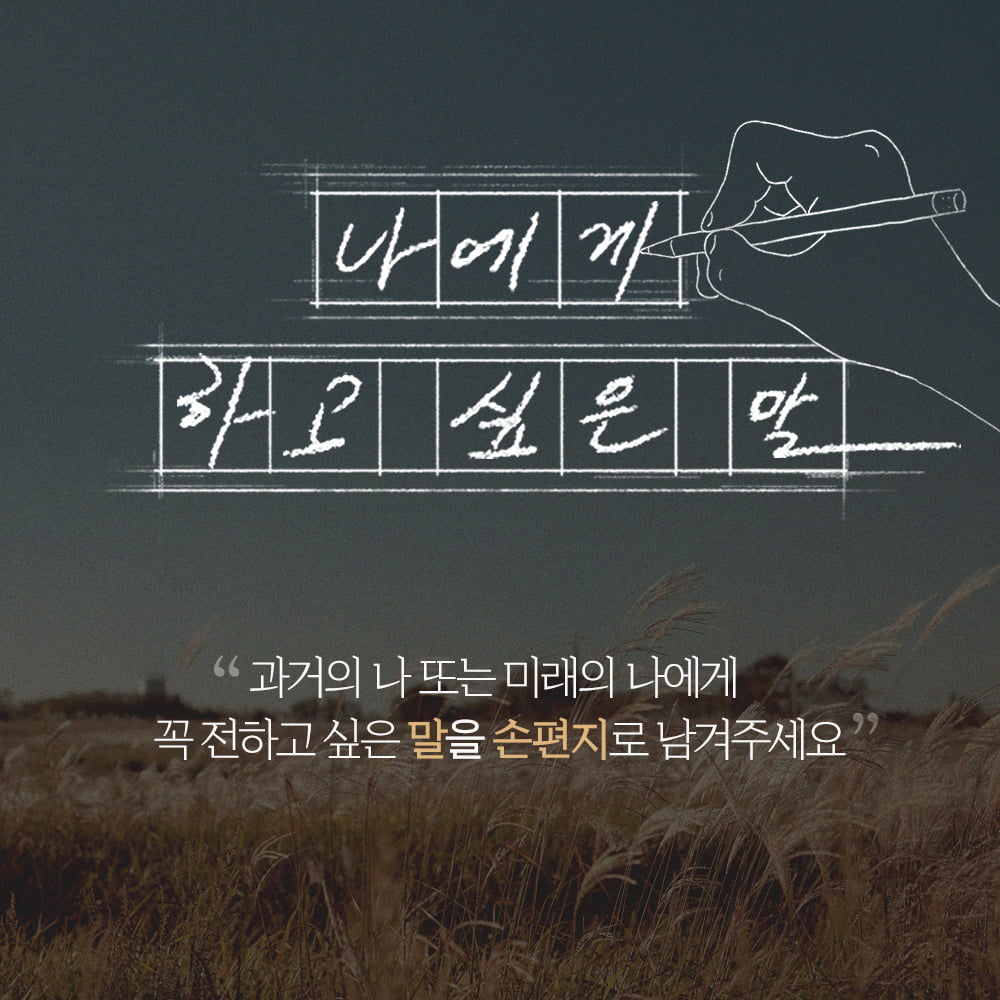 나에게
하고 싶은 말
“ 과거의 나 또는 미래의 나에게
꼭 전하고 싶은 말을 손편지로 남겨주세요 ”